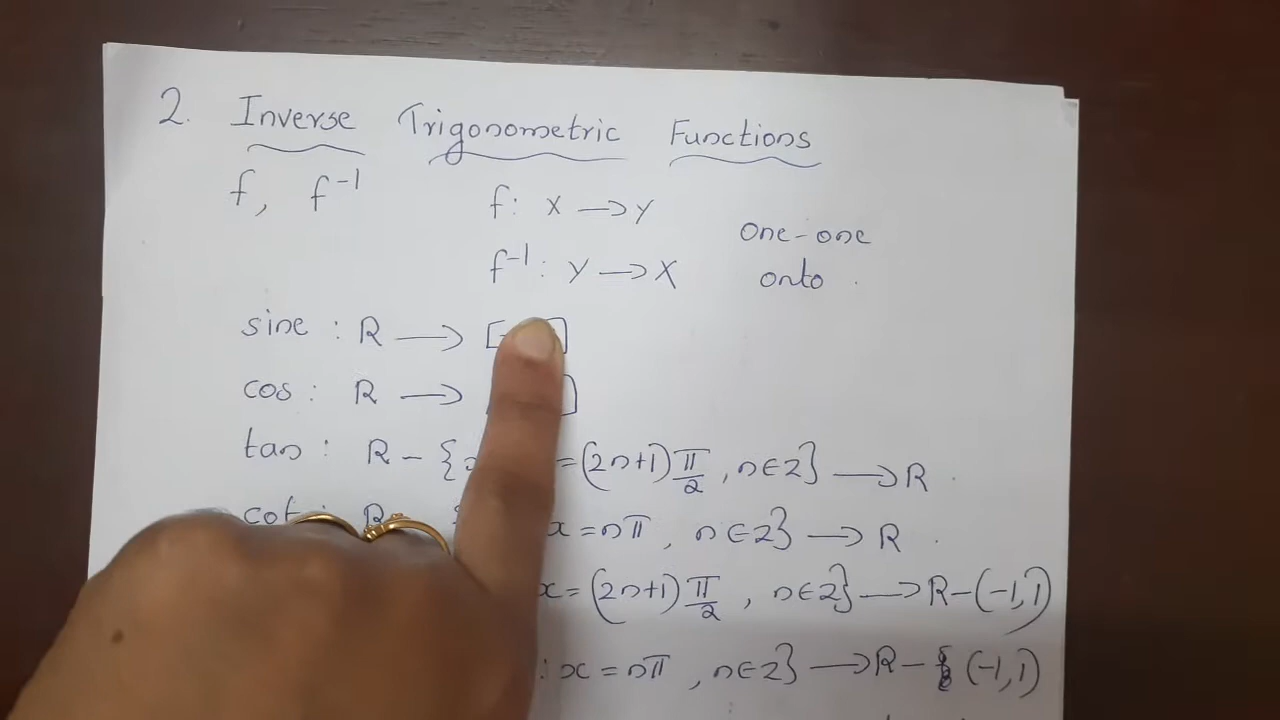 2. Inverse Trigonometric Functions
f, f⁻¹ f: X → Y
one-one
f⁻¹: Y → X onto
sine : R → [ ]
cos : R → ]
tan : R - { = (2n+1) π/2 , n∈Z} → R .
cot : R x = nπ , n∈Z} → R .
x = (2n+1) π/2 , n∈Z} → R - (-1,1)
: x = nπ , n∈Z} → R - (-1,1)